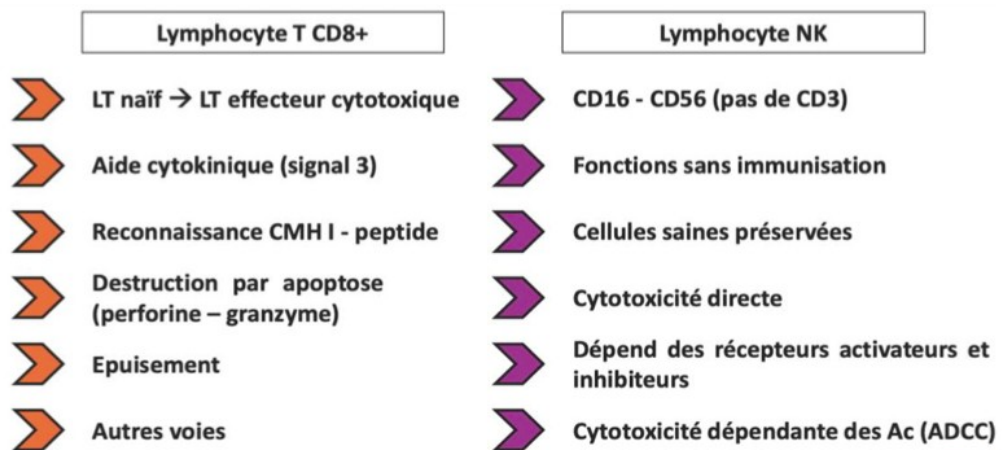 Lymphocyte T CD8+
LT naïf → LT effecteur cytotoxique
Aide cytokinique (signal 3)
Reconnaissance CMH I - peptide
Destruction par apoptose
(perforine – granzyme)
Epuisement
Autres voies
Lymphocyte NK
CD16 - CD56 (pas de CD3)
Fonctions sans immunisation
Cellules saines préservées
Cytotoxicité directe
Dépend des récepteurs activateurs et
inhibiteurs
Cytotoxicité dépendante des Ac (ADCC)